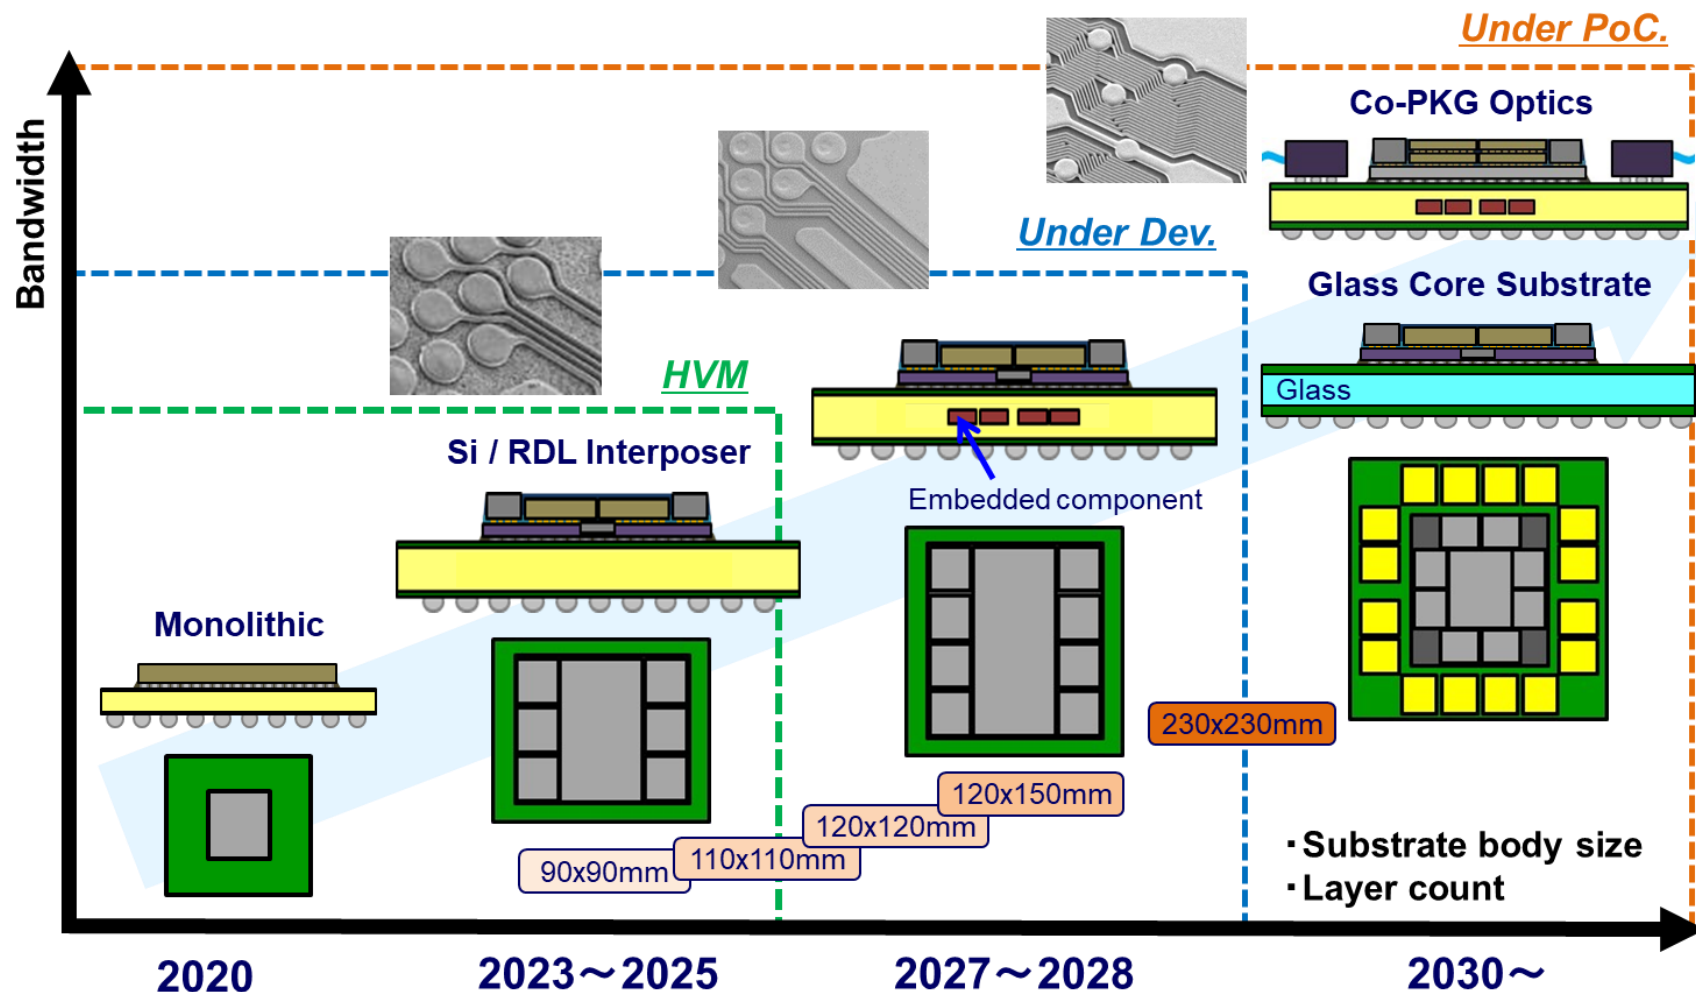 Under PoC.
Co-PKG Optics
Bandwidth
Under Dev.
Glass Core Substrate
HVM
Glass
Si / RDL Interposer
Embedded component
Monolithic
230x230mm
120x150mm
120x120mm
110x110mm
90x90mm
・Substrate body size
・Layer count
2020
2023～2025
2027～2028
2030～